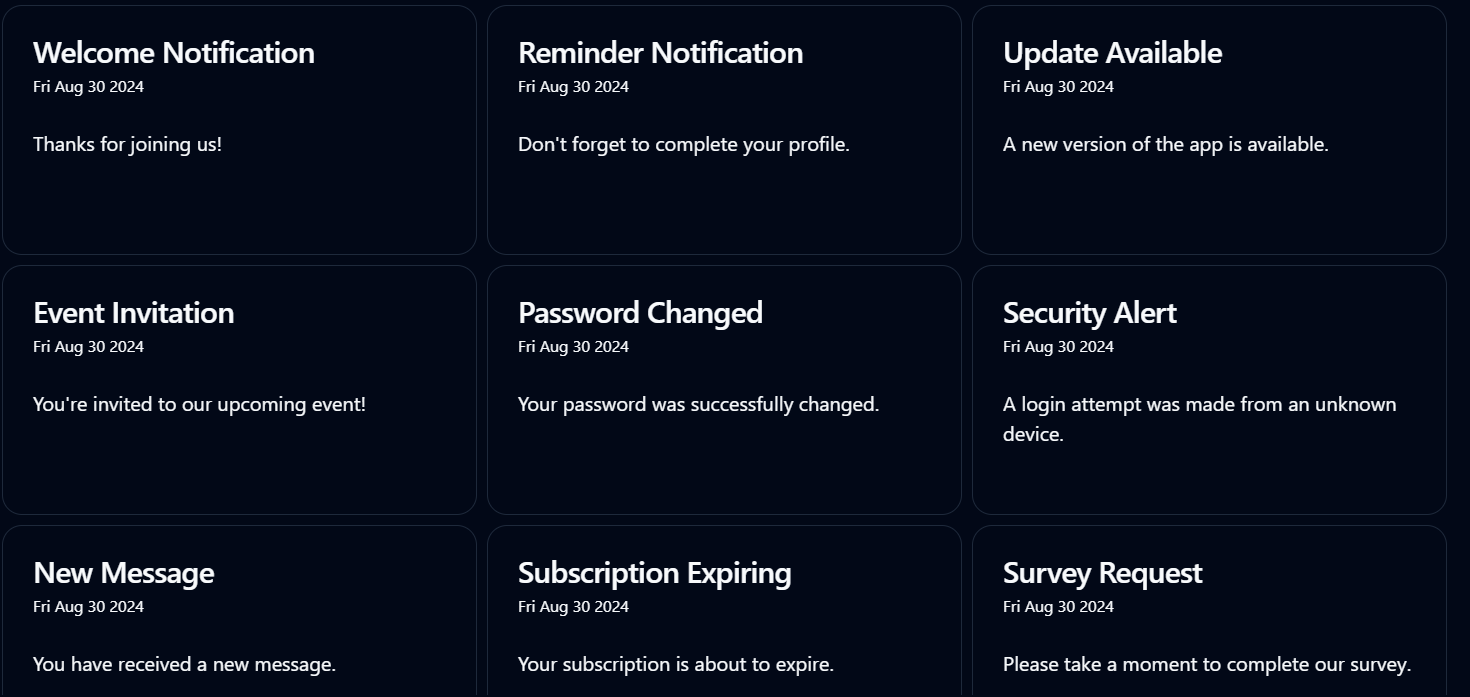 Welcome Notification
Fri Aug 30 2024
Thanks for joining us!
Reminder Notification
Fri Aug 30 2024
Don't forget to complete your profile.
Update Available
Fri Aug 30 2024
A new version of the app is available.
Event Invitation
Fri Aug 30 2024
You're invited to our upcoming event!
Password Changed
Fri Aug 30 2024
Your password was successfully changed.
Security Alert
Fri Aug 30 2024
A login attempt was made from an unknown
device.
New Message
Fri Aug 30 2024
You have received a new message.
Subscription Expiring
Fri Aug 30 2024
Your subscription is about to expire.
Survey Request
Fri Aug 30 2024
Please take a moment to complete our survey.